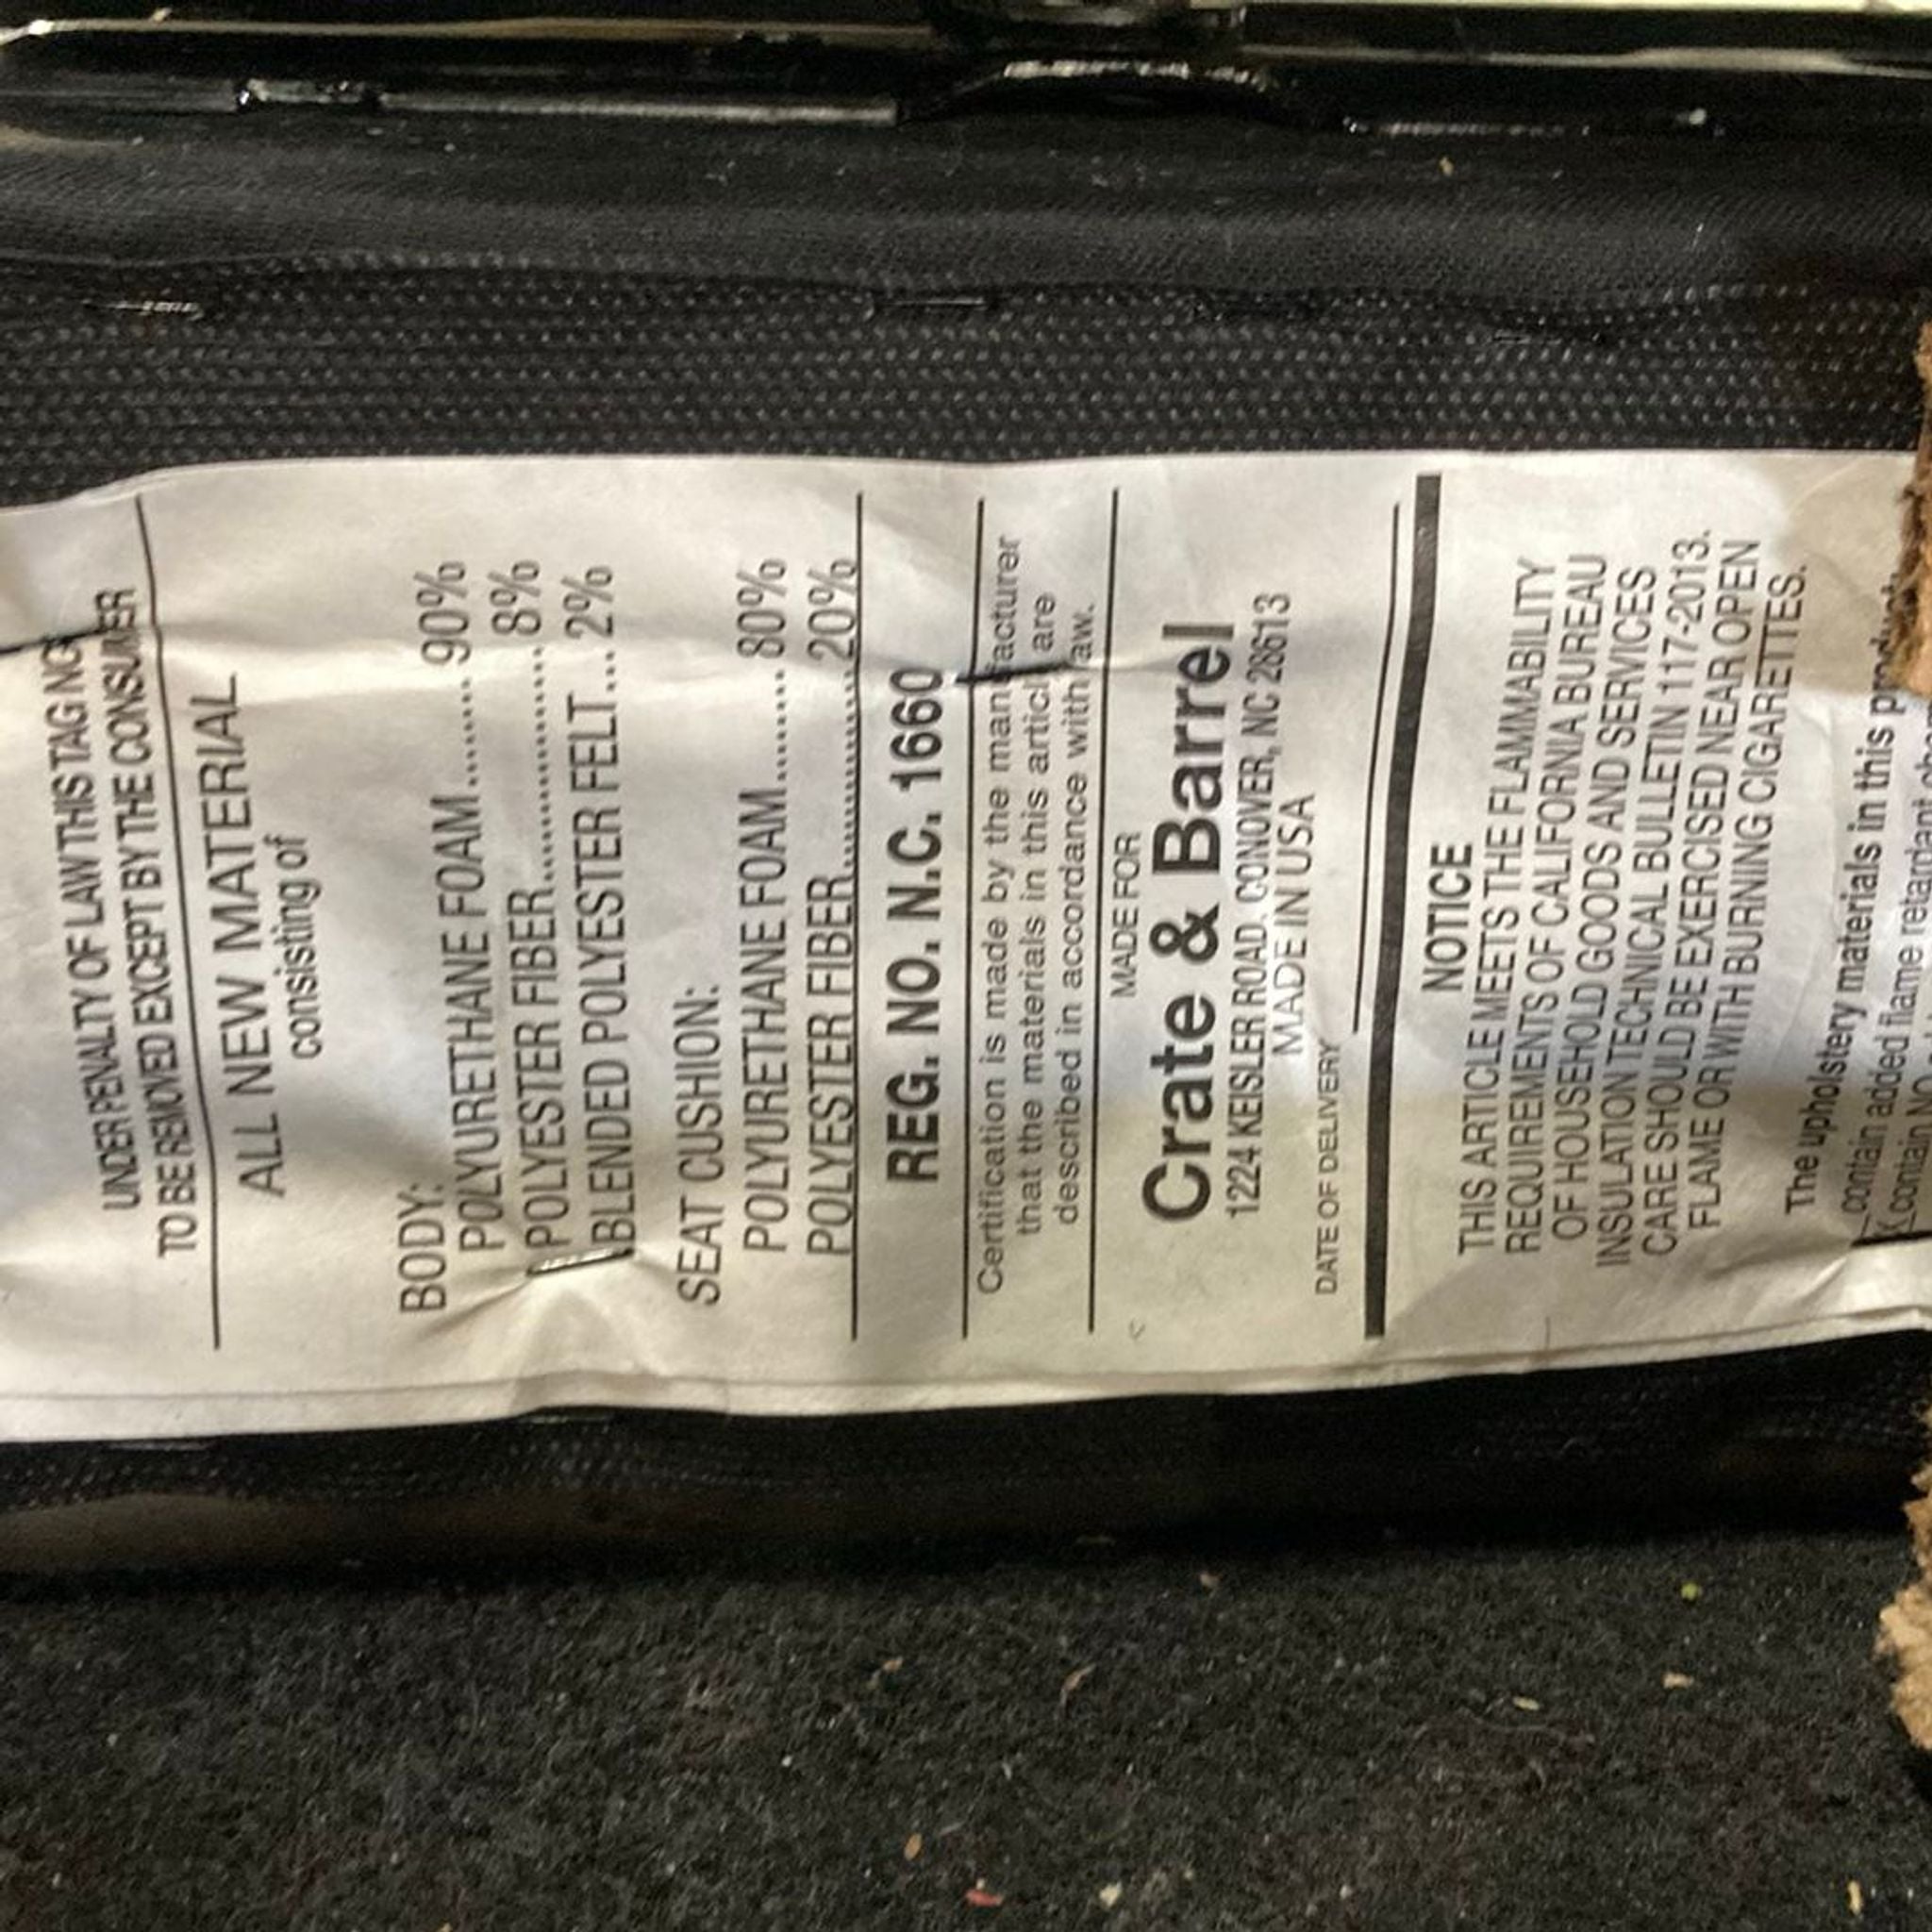 UNDER PENALTY OF LAW THIS TAG NO
TO BE REMOVED EXCEPT BY THE CONSUMER
ALL NEW MATERIAL
consisting of
BODY:
POLYURETHANE FOAM....... 90%
POLYESTER FIBER................ 8%
BLENDED POLYESTER FELT... 2%
SEAT CUSHION:
POLYURETHANE FOAM........ 80%
POLYESTER FIBER.............. 20%
REG. NO. N.C. 1660
Certification is made by the manufacturer
that the materials in this article are
described in accordance with law.
MADE FOR
Crate & Barrel
1224 KEISLER ROAD. CONOVER, NC 28613
MADE IN USA
DATE OF DELIVERY
NOTICE
THIS ARTICLE MEETS THE FLAMMABILITY
REQUIREMENTS OF CALIFORNIA BUREAU
OF HOUSEHOLD GOODS AND SERVICES
INSULATION TECHNICAL BULLETIN 117-2013.
CARE SHOULD BE EXERCISED NEAR OPEN
FLAME OR WITH BURNING CIGARETTES.
The upholstery materials in this product:
contain added flame retardant
X contain NO